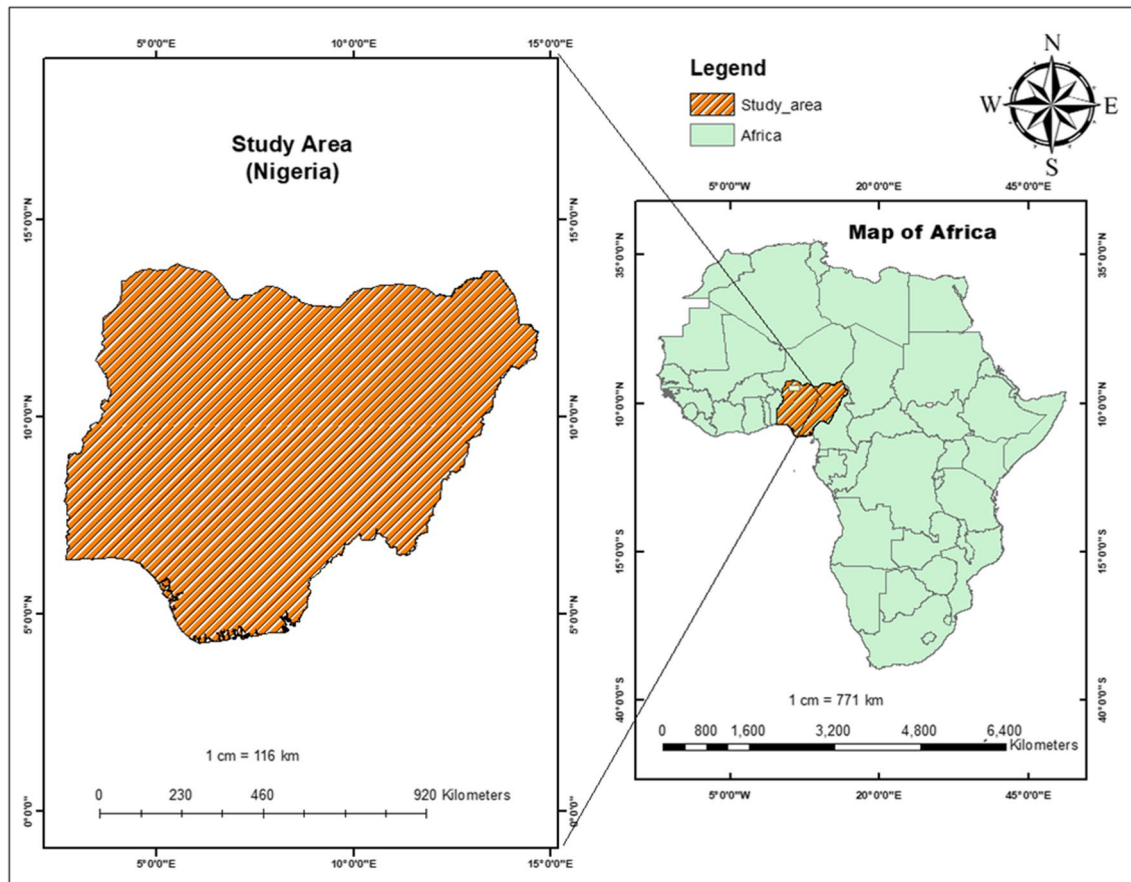 5°0'0"E 10°0'0"E 15°0'0"E
Study Area
(Nigeria)
15°0'0"N 15°0'0"N
10°0'0"N 10°0'0"N
5°0'0"N 5°0'0"N
0°0'0" 0°0'0"
1 cm = 116 km
0 230 460 920 Kilometers
5°0'0"E 10°0'0"E 15°0'0"E
Legend
Study_area
Africa
N
W E
S
5°0'0"W 20°0'0"E 45°0'0"E
Map of Africa
35°0'0"N 35°0'0"N
10°0'0"N 10°0'0"N
15°0'0"S 15°0'0"S
40°0'0"S 40°0'0"S
1 cm = 771 km
0 800 1,600 3,200 4,800 6,400
Kilometers
5°0'0"W 20°0'0"E 45°0'0"E